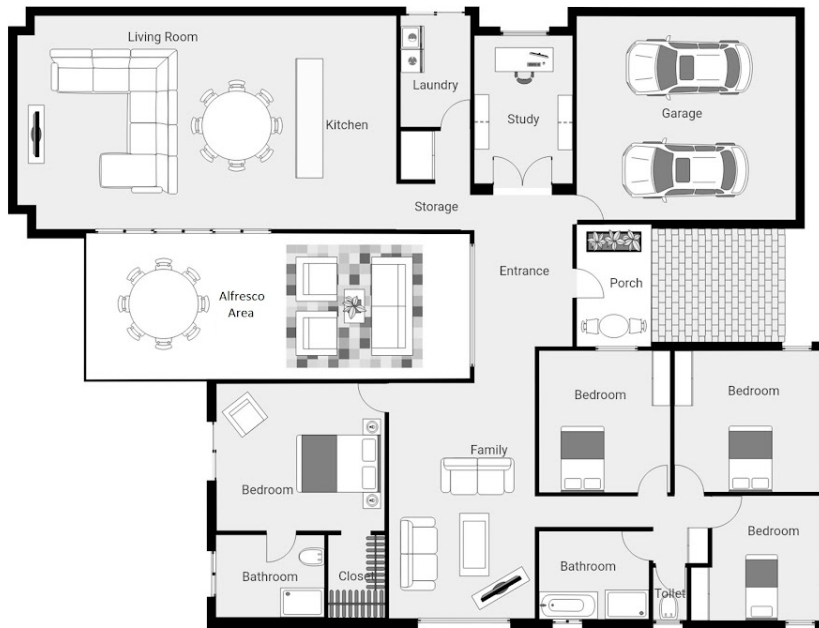 Living Room
Laundry
Garage
Study
Kitchen
Storage
Entrance
Porch
Alfresco
Area
Bedroom
Bedroom
Family
Bedroom
Bedroom
Bathroom
Bathroom
Closet
Toilet